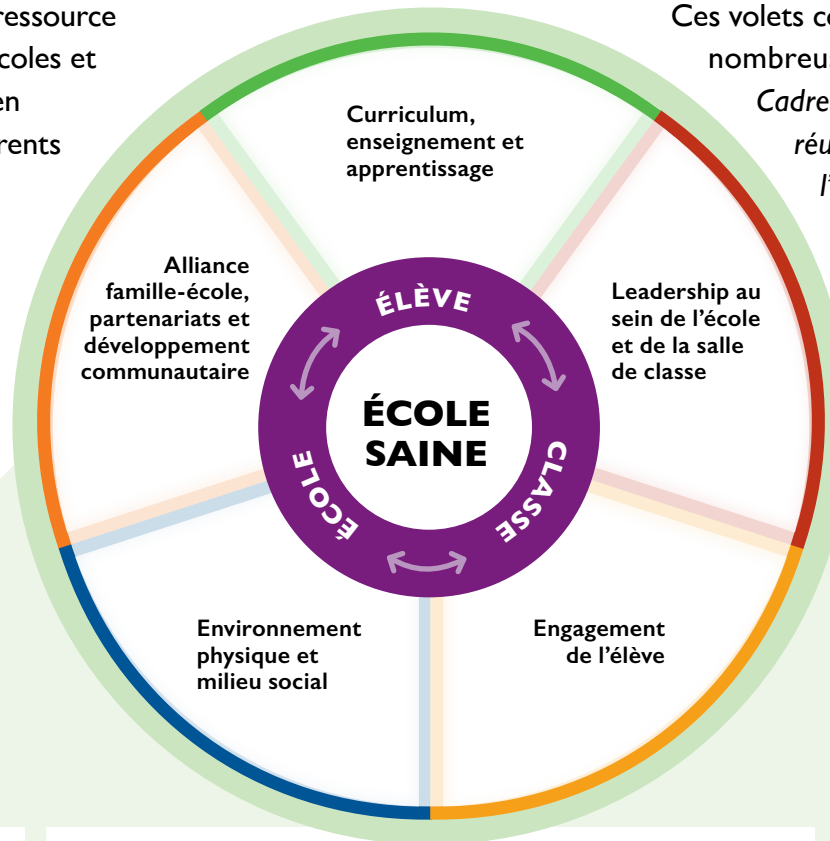 ressource
coles et
en
rents
Ces volets co
nombreus
Cadre
réu
l'
Curriculum,
enseignement et
apprentissage
Alliance
famille-école,
partenariats et
développement
communautaire
Leadership au
sein de l'école
et de la salle
de classe
ÉLÈVE
CLASSE
ÉCOLE
ÉCOLE
SAINE
Environnement
physique et
milieu social
Engagement
de l'élève